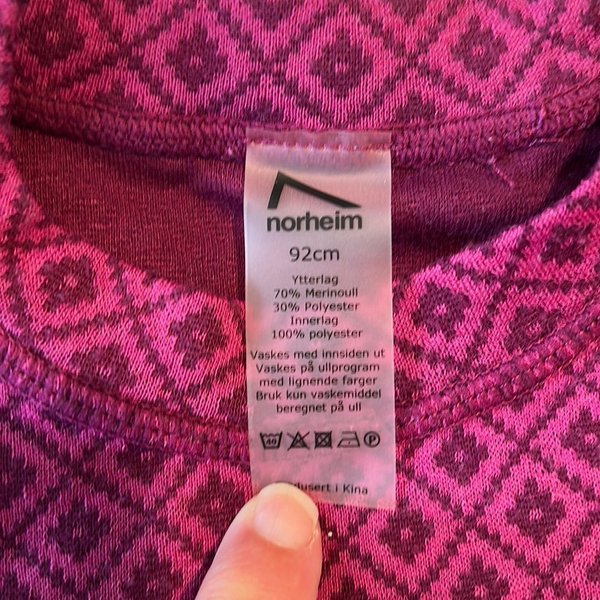 norheim
92cm
Ytterlag
70% Merinoull
30% Polyester
Innerlag
100% polyester
Vaskes med innsiden ut
Vaskes på ullprogram
med lignende farger
Bruk kun vaskemiddel
beregnet på ull
40 P
i Kina